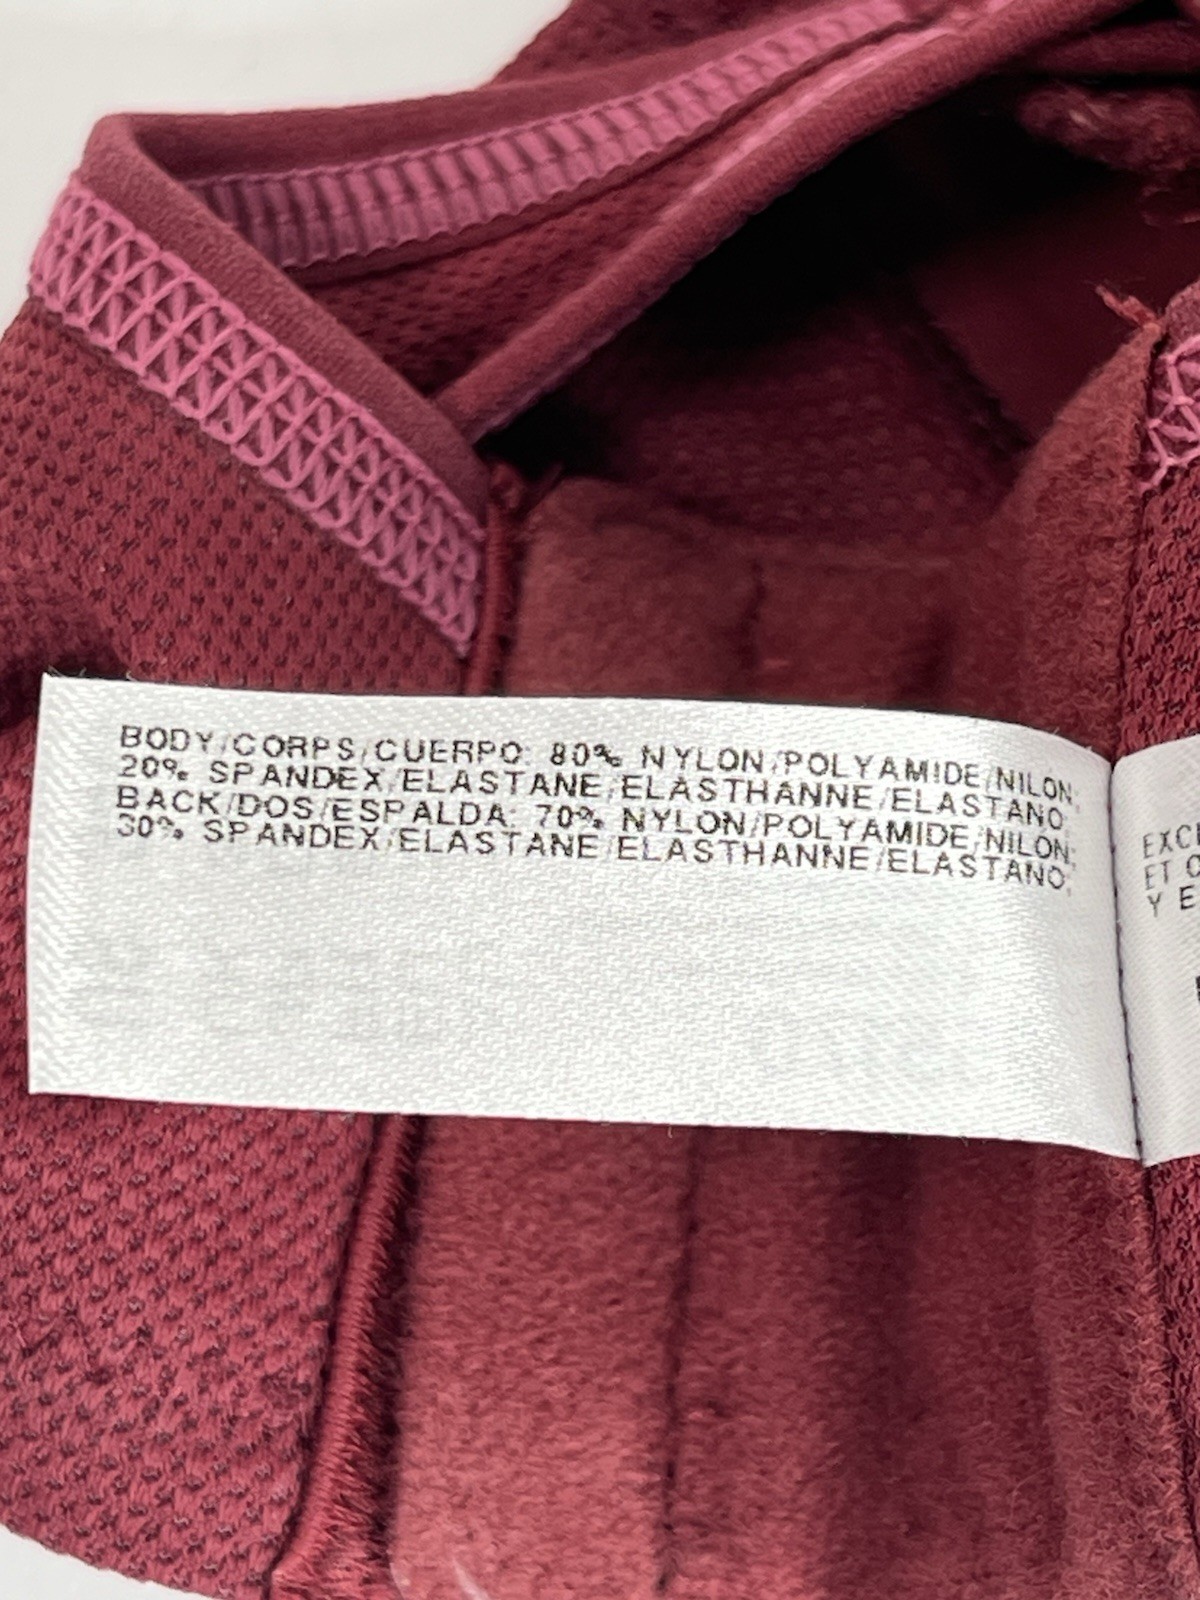 BODY/CORPS/CUERPO: 80% NYLON/POLYAMIDE/NILON;
20% SPANDEX/ELASTANE/ELASTHANNE/ELASTANO;
BACK/DOS/ESPALDA: 70% NYLON/POLYAMIDE/NILON;
30% SPANDEX/ELASTANE/ELASTHANNE/ELASTANO;
ET
Y